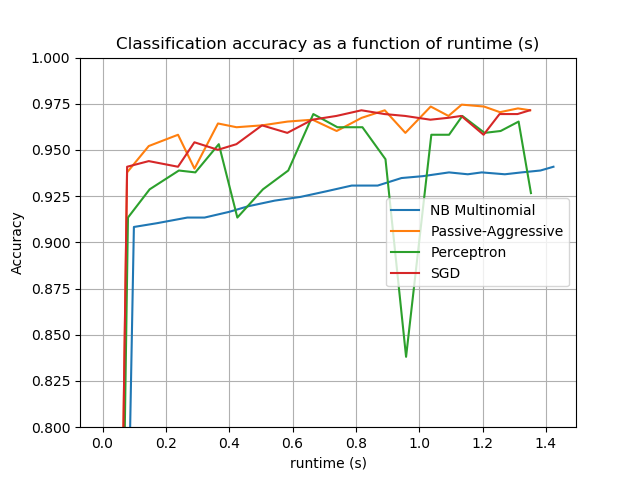 Classification accuracy as a function of runtime (s)
1.000
0.975
0.950
0.925
0.900
0.875
0.850
0.825
0.800
Accuracy
NB Multinomial
Passive-Aggressive
Perceptron
SGD
0.0 0.2 0.4 0.6 0.8 1.0 1.2 1.4
runtime (s)